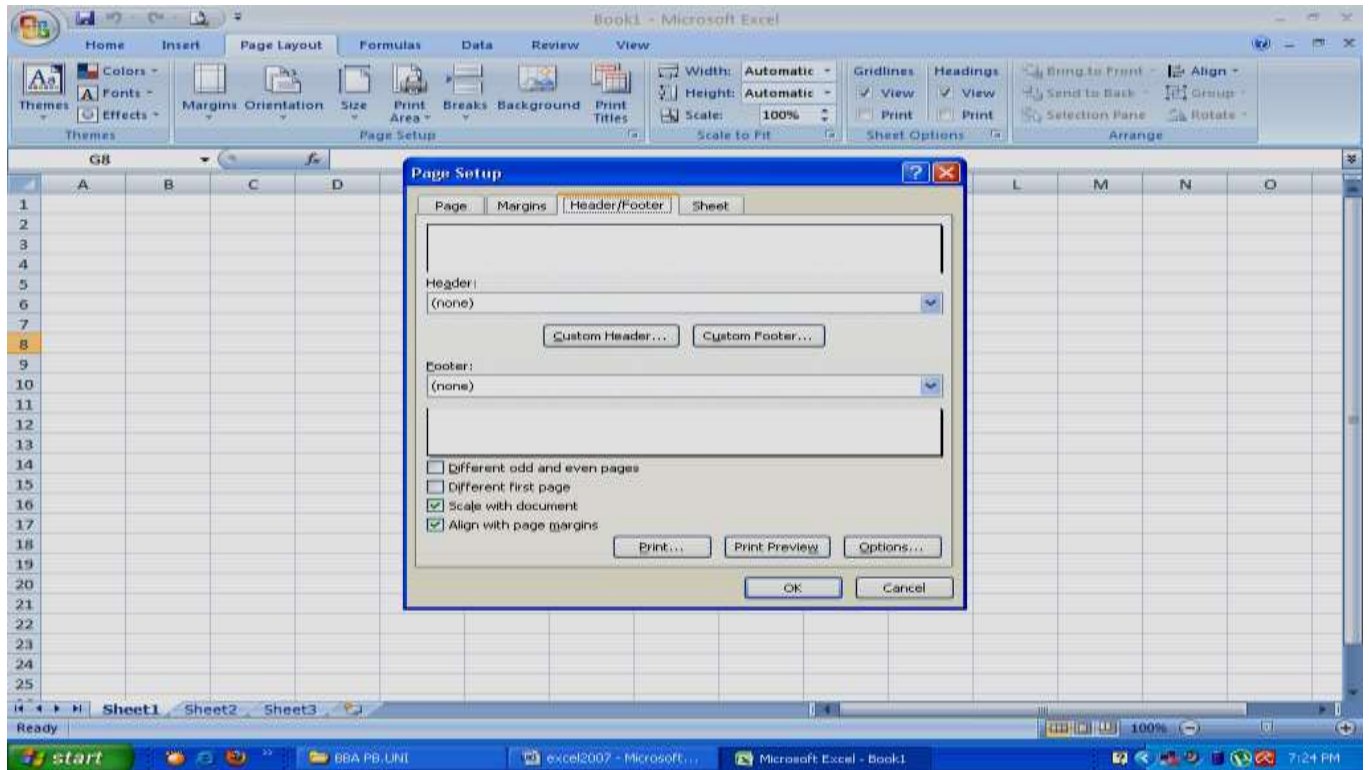 Book1 - Microsoft Excel
Home Insert Page Layout Formulas Data Review View
Themes
Colors
Fonts
Effects
Themes
Margins Orientation Size Print Area Breaks Background Print Titles
Page Setup
Width: Automatic
Height: Automatic
Scale: 100%
Scale to Fit
Gridlines Headings
View View
Print Print
Sheet Options
Bring to Front Align
Send to Back Group
Selection Pane Rotate
Arrange
G8 fx
A B C D L M N O
1
2
3
4
5
6
7
8
9
10
11
12
13
14
15
16
17
18
19
20
21
22
23
24
25
Page Setup
Page Margins Header/Footer Sheet
Header:
(none)
Custom Header... Custom Footer...
Footer:
(none)
Different odd and even pages
Different first page
Scale with document
Align with page margins
Print... Print Preview Options...
OK Cancel
Sheet1 Sheet2 Sheet3
Ready 100%
start BBA PB.UNI excel2007 - Microsoft... Microsoft Excel - Book1 7:24 PM